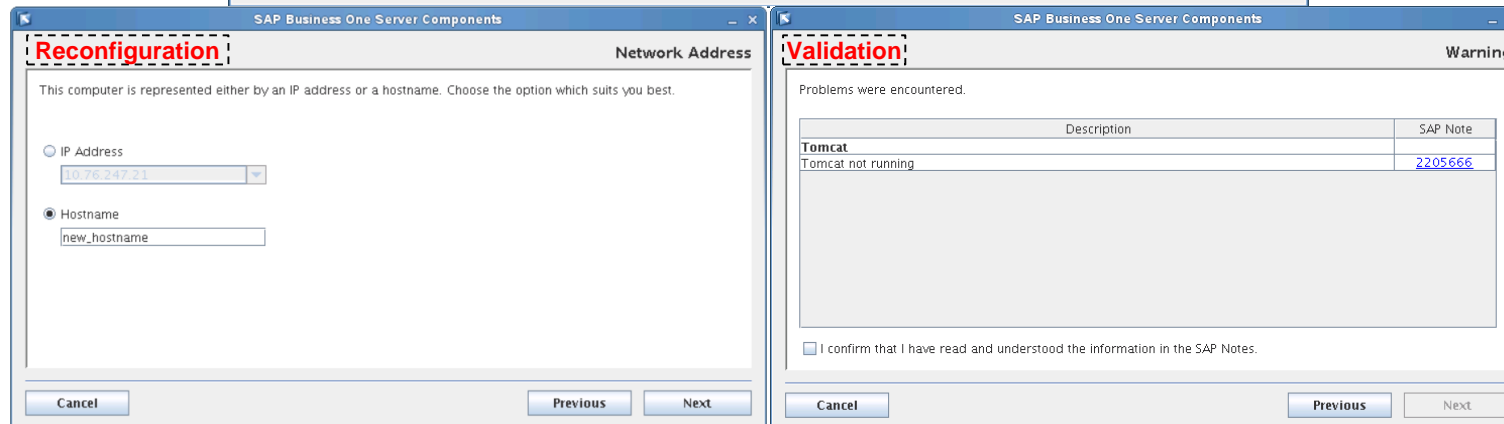 SAP Business One Server Components
Reconfiguration
Network Address
This computer is represented either by an IP address or a hostname. Choose the option which suits you best.
IP Address
10.76.247.21
Hostname
new_hostname
Cancel
Previous
Next
SAP Business One Server Components
Validation
Warning
Problems were encountered.
Description
SAP Note
Tomcat
Tomcat not running
2205666
I confirm that I have read and understood the information in the SAP Notes.
Cancel
Previous
Next